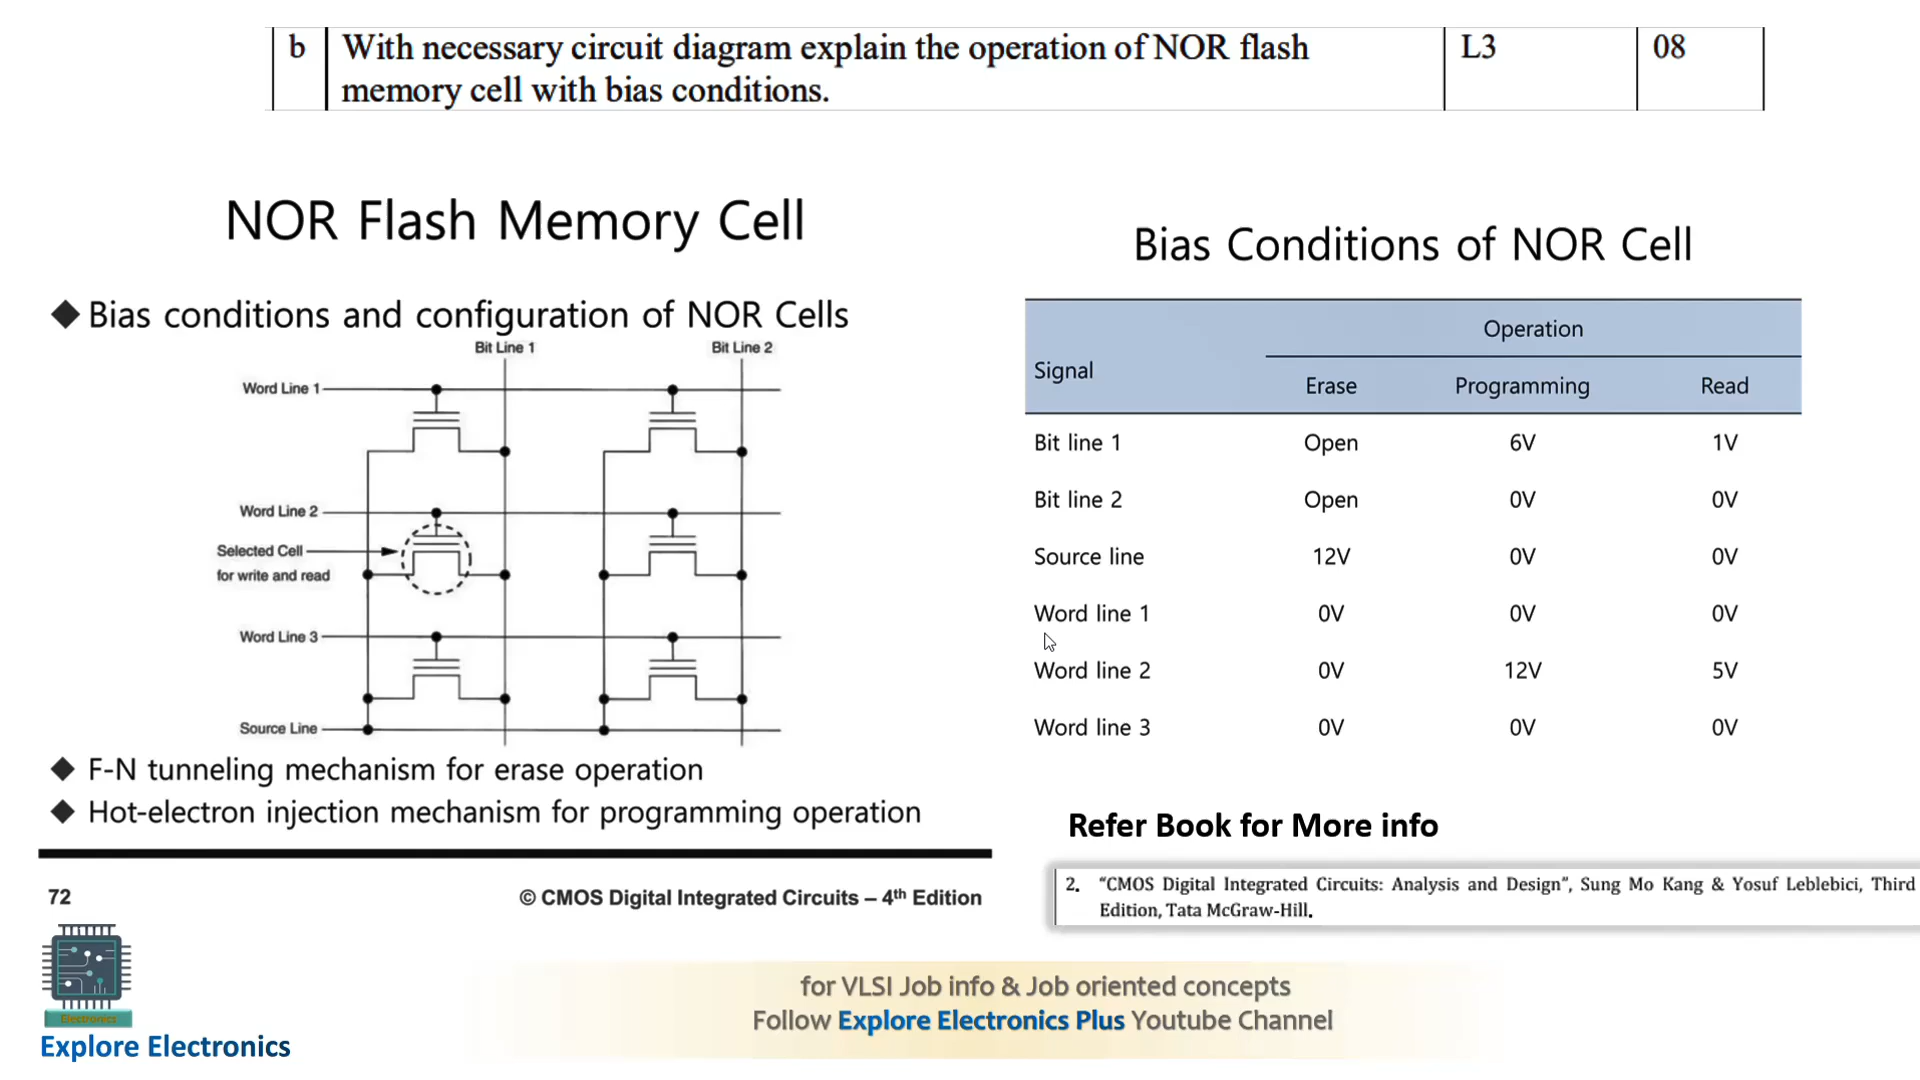 b With necessary circuit diagram explain the operation of NOR flash L3 08
memory cell with bias conditions.
NOR Flash Memory Cell
◆ Bias conditions and configuration of NOR Cells
Bit Line 1 Bit Line 2
Word Line 1
Word Line 2
Selected Cell
for write and read
Word Line 3
Source Line
◆ F-N tunneling mechanism for erase operation
◆ Hot-electron injection mechanism for programming operation
72 © CMOS Digital Integrated Circuits – 4th Edition
Bias Conditions of NOR Cell
Operation
Signal
Erase Programming Read
Bit line 1 Open 6V 1V
Bit line 2 Open 0V 0V
Source line 12V 0V 0V
Word line 1 0V 0V 0V
Word line 2 0V 12V 5V
Word line 3 0V 0V 0V
Refer Book for More info
2. “CMOS Digital Integrated Circuits: Analysis and Design”, Sung Mo Kang & Yosuf Leblebici, Third
Edition, Tata McGraw-Hill.
Electronics
Explore Electronics
for VLSI Job info & Job oriented concepts
Follow Explore Electronics Plus Youtube Channel